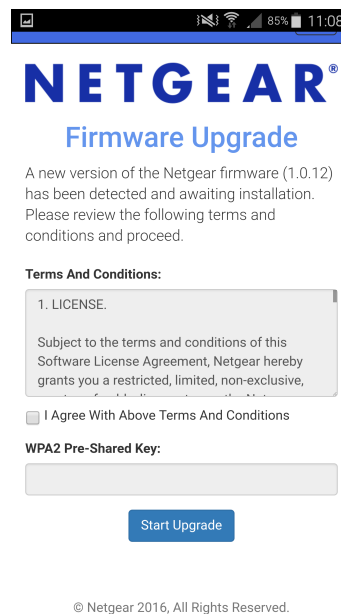 85% 11:08
NETGEAR®
Firmware Upgrade
A new version of the Netgear firmware (1.0.12)
has been detected and awaiting installation.
Please review the following terms and
conditions and proceed.
Terms And Conditions:
1. LICENSE.
Subject to the terms and conditions of this
Software License Agreement, Netgear hereby
grants you a restricted, limited, non-exclusive,
I Agree With Above Terms And Conditions
WPA2 Pre-Shared Key:
Start Upgrade
© Netgear 2016, All Rights Reserved.